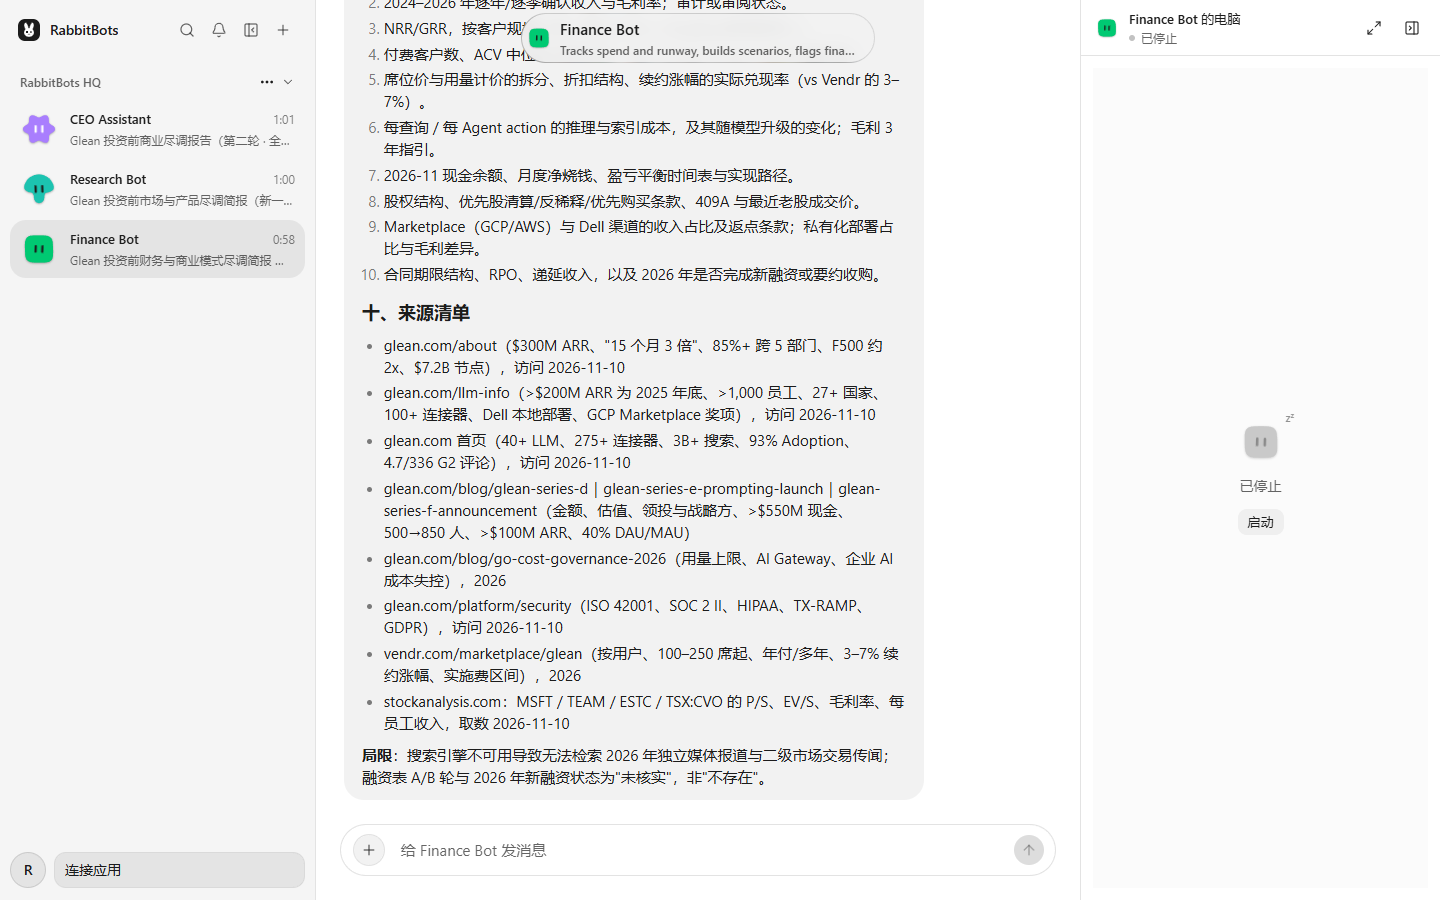 RabbitBots
RabbitBots HQ
CEO Assistant 1:01
Glean 投资前商业尽调报告（第二轮 · 全...
Research Bot 1:00
Glean 投资前市场与产品尽调简报（新一...
Finance Bot 0:58
Glean 投资前财务与商业模式尽调简报 ...
R
连接应用
Finance Bot
Tracks spend and runway, builds scenarios, flags fina...
2. 2024–2026 年逐年/逐季确认收入与毛利率；审计或审阅状态。
3. NRR/GRR，按客户规
4. 付费客户数、ACV 中位
5. 席位价与用量计价的拆分、折扣结构、续约涨幅的实际兑现率（vs Vendr 的 3–
7%）。
6. 每查询 / 每 Agent action 的推理与索引成本，及其随模型升级的变化；毛利 3
年指引。
7. 2026-11 现金余额、月度净烧钱、盈亏平衡时间表与实现路径。
8. 股权结构、优先股清算/反稀释/优先购买条款、409A 与最近老股成交价。
9. Marketplace（GCP/AWS）与 Dell 渠道的收入占比及返点条款；私有化部署占
比与毛利差异。
10. 合同期限结构、RPO、递延收入，以及 2026 年是否完成新融资或要约收购。
十、来源清单
• glean.com/about（$300M ARR、"15 个月 3 倍"、85%+ 跨 5 部门、F500 约
2x、$7.2B 节点），访问 2026-11-10
• glean.com/llm-info（>$200M ARR 为 2025 年底、>1,000 员工、27+ 国家、
100+ 连接器、Dell 本地部署、GCP Marketplace 奖项），访问 2026-11-10
• glean.com 首页（40+ LLM、275+ 连接器、3B+ 搜索、93% Adoption、
4.7/336 G2 评论），访问 2026-11-10
• glean.com/blog/glean-series-d｜glean-series-e-prompting-launch｜glean-
series-f-announcement（金额、估值、领投与战略方、>$550M 现金、
500→850 人、>$100M ARR、40% DAU/MAU）
• glean.com/blog/go-cost-governance-2026（用量上限、AI Gateway、企业 AI
成本失控），2026
• glean.com/platform/security（ISO 42001、SOC 2 II、HIPAA、TX-RAMP、
GDPR），访问 2026-11-10
• vendr.com/marketplace/glean（按用户、100–250 席起、年付/多年、3–7% 续
约涨幅、实施费区间），2026
• stockanalysis.com：MSFT / TEAM / ESTC / TSX:CVO 的 P/S、EV/S、毛利率、每
员工收入，取数 2026-11-10
局限：搜索引擎不可用导致无法检索 2026 年独立媒体报道与二级市场交易传闻；
融资表 A/B 轮与 2026 年新融资状态为"未核实"，非"不存在"。
给 Finance Bot 发消息
Finance Bot 的电脑
已停止
zz
已停止
启动